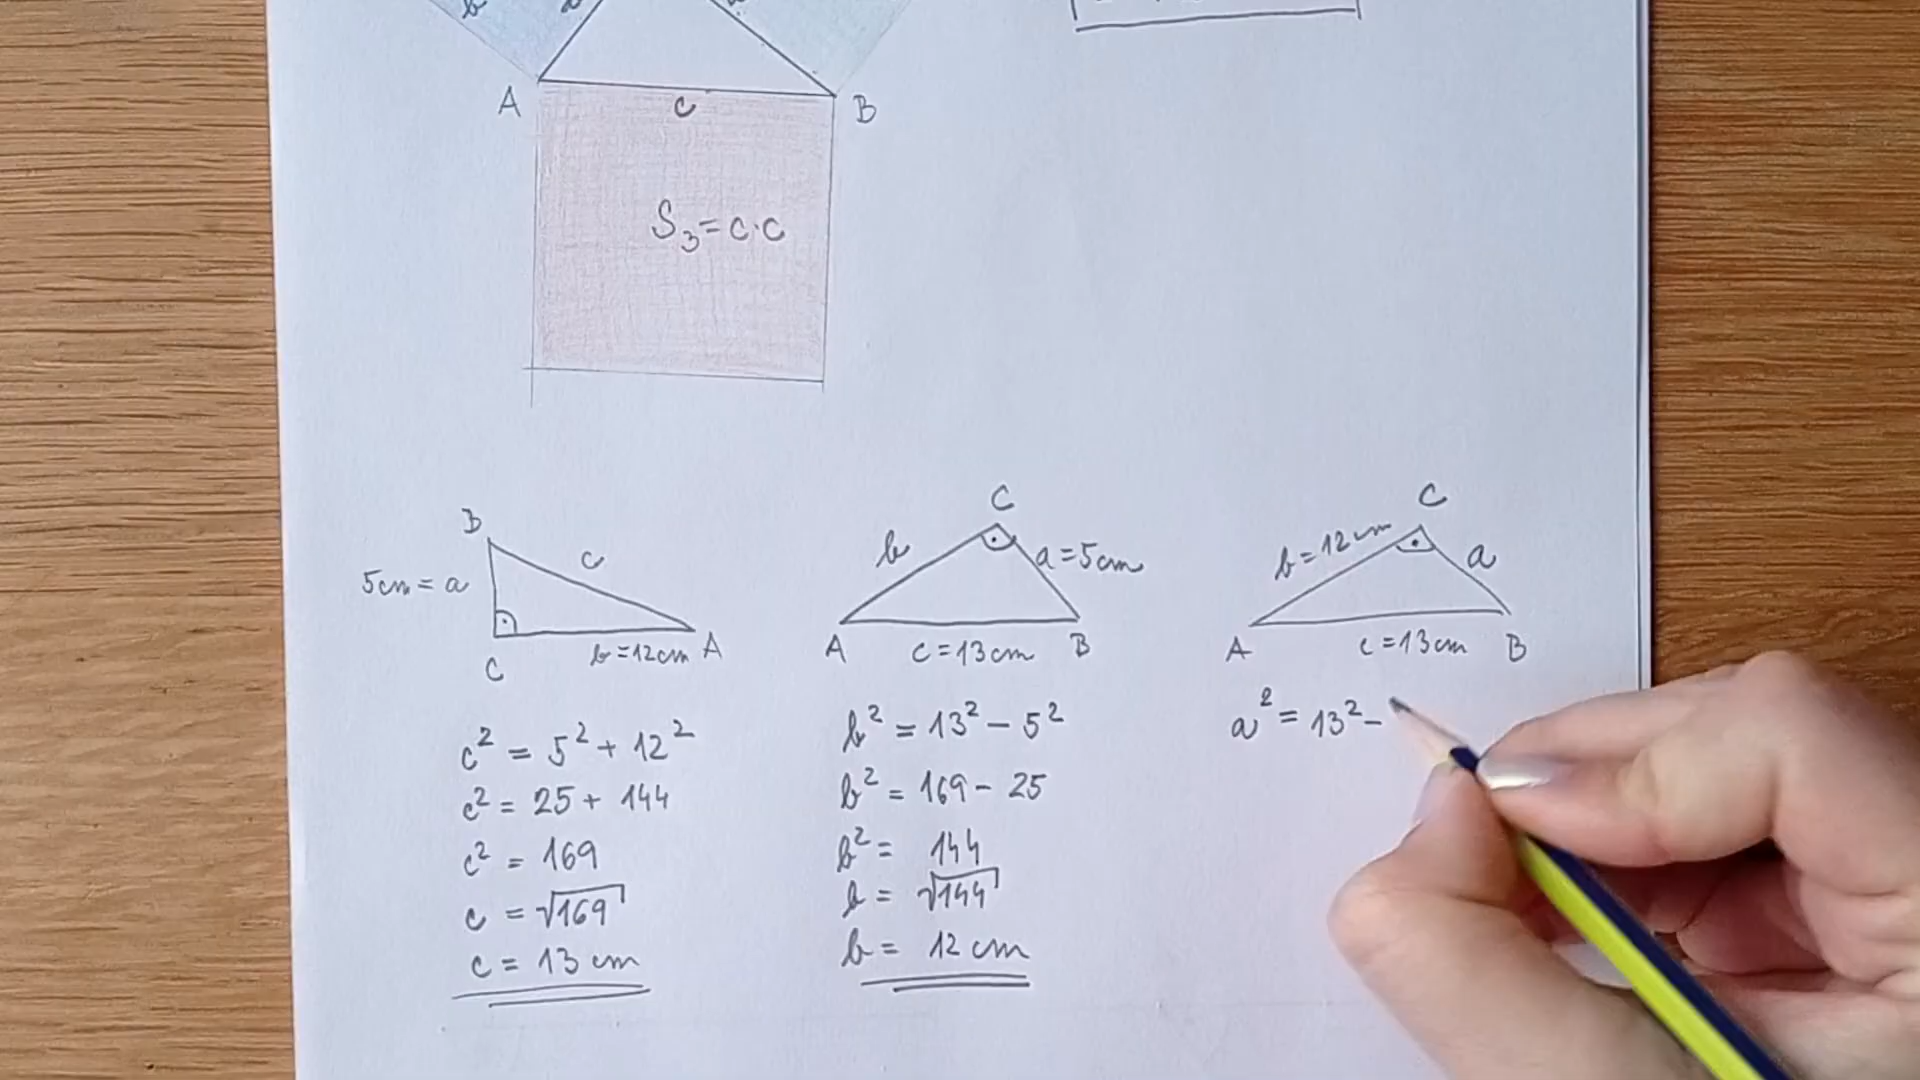 b
A
c
B
S₃=c·c
B
5cm = a
c
C
b=12cm
A
c² = 5² + 12²
c² = 25 + 144
c² = 169
c = √169
c = 13 cm
C
b
a=5cm
A
c=13cm
B
b² = 13² - 5²
b² = 169 - 25
b² = 144
b = √144
b = 12 cm
C
b=12cm
a
A
c=13cm
B
a² = 13² -